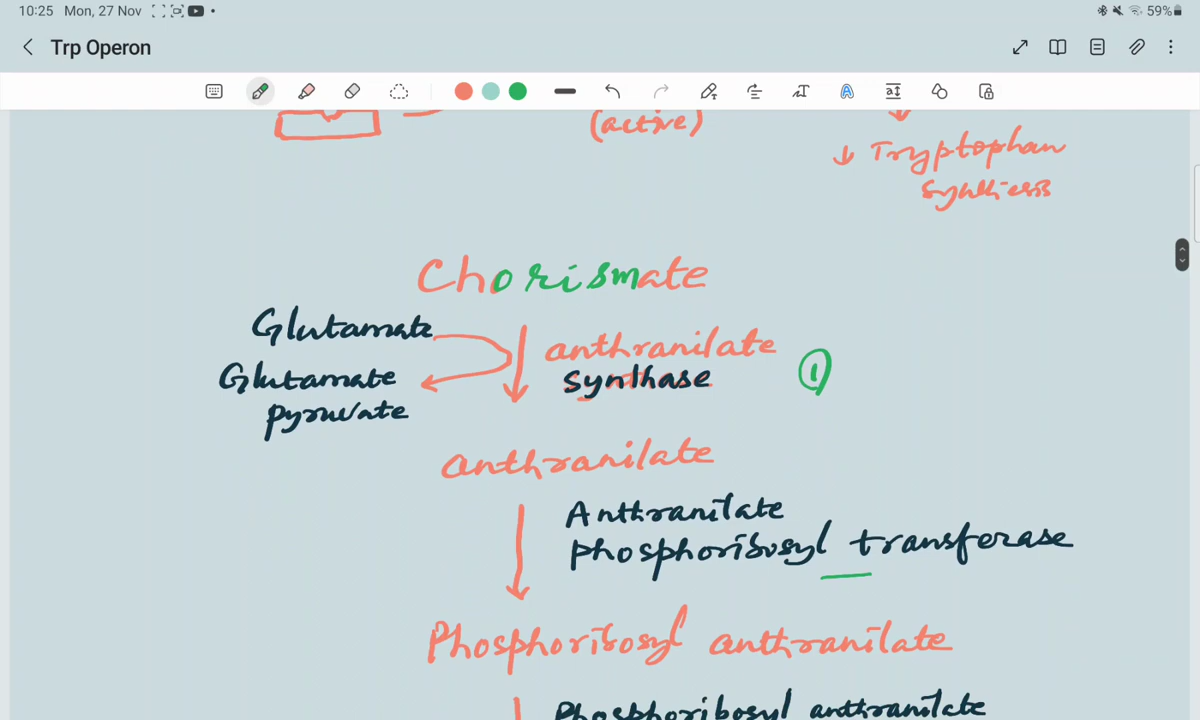 10:25 Mon, 27 Nov
59%
Trp Operon
(active)
↓ Tryptophan
synthesis
Chorismate
Glutamate
anthranilate
synthase
①
Glutamate
pyruvate
anthranilate
Anthranilate
phosphoribosyl transferase
Phosphoribosyl anthranilate
Phosphoribosyl anthranilate